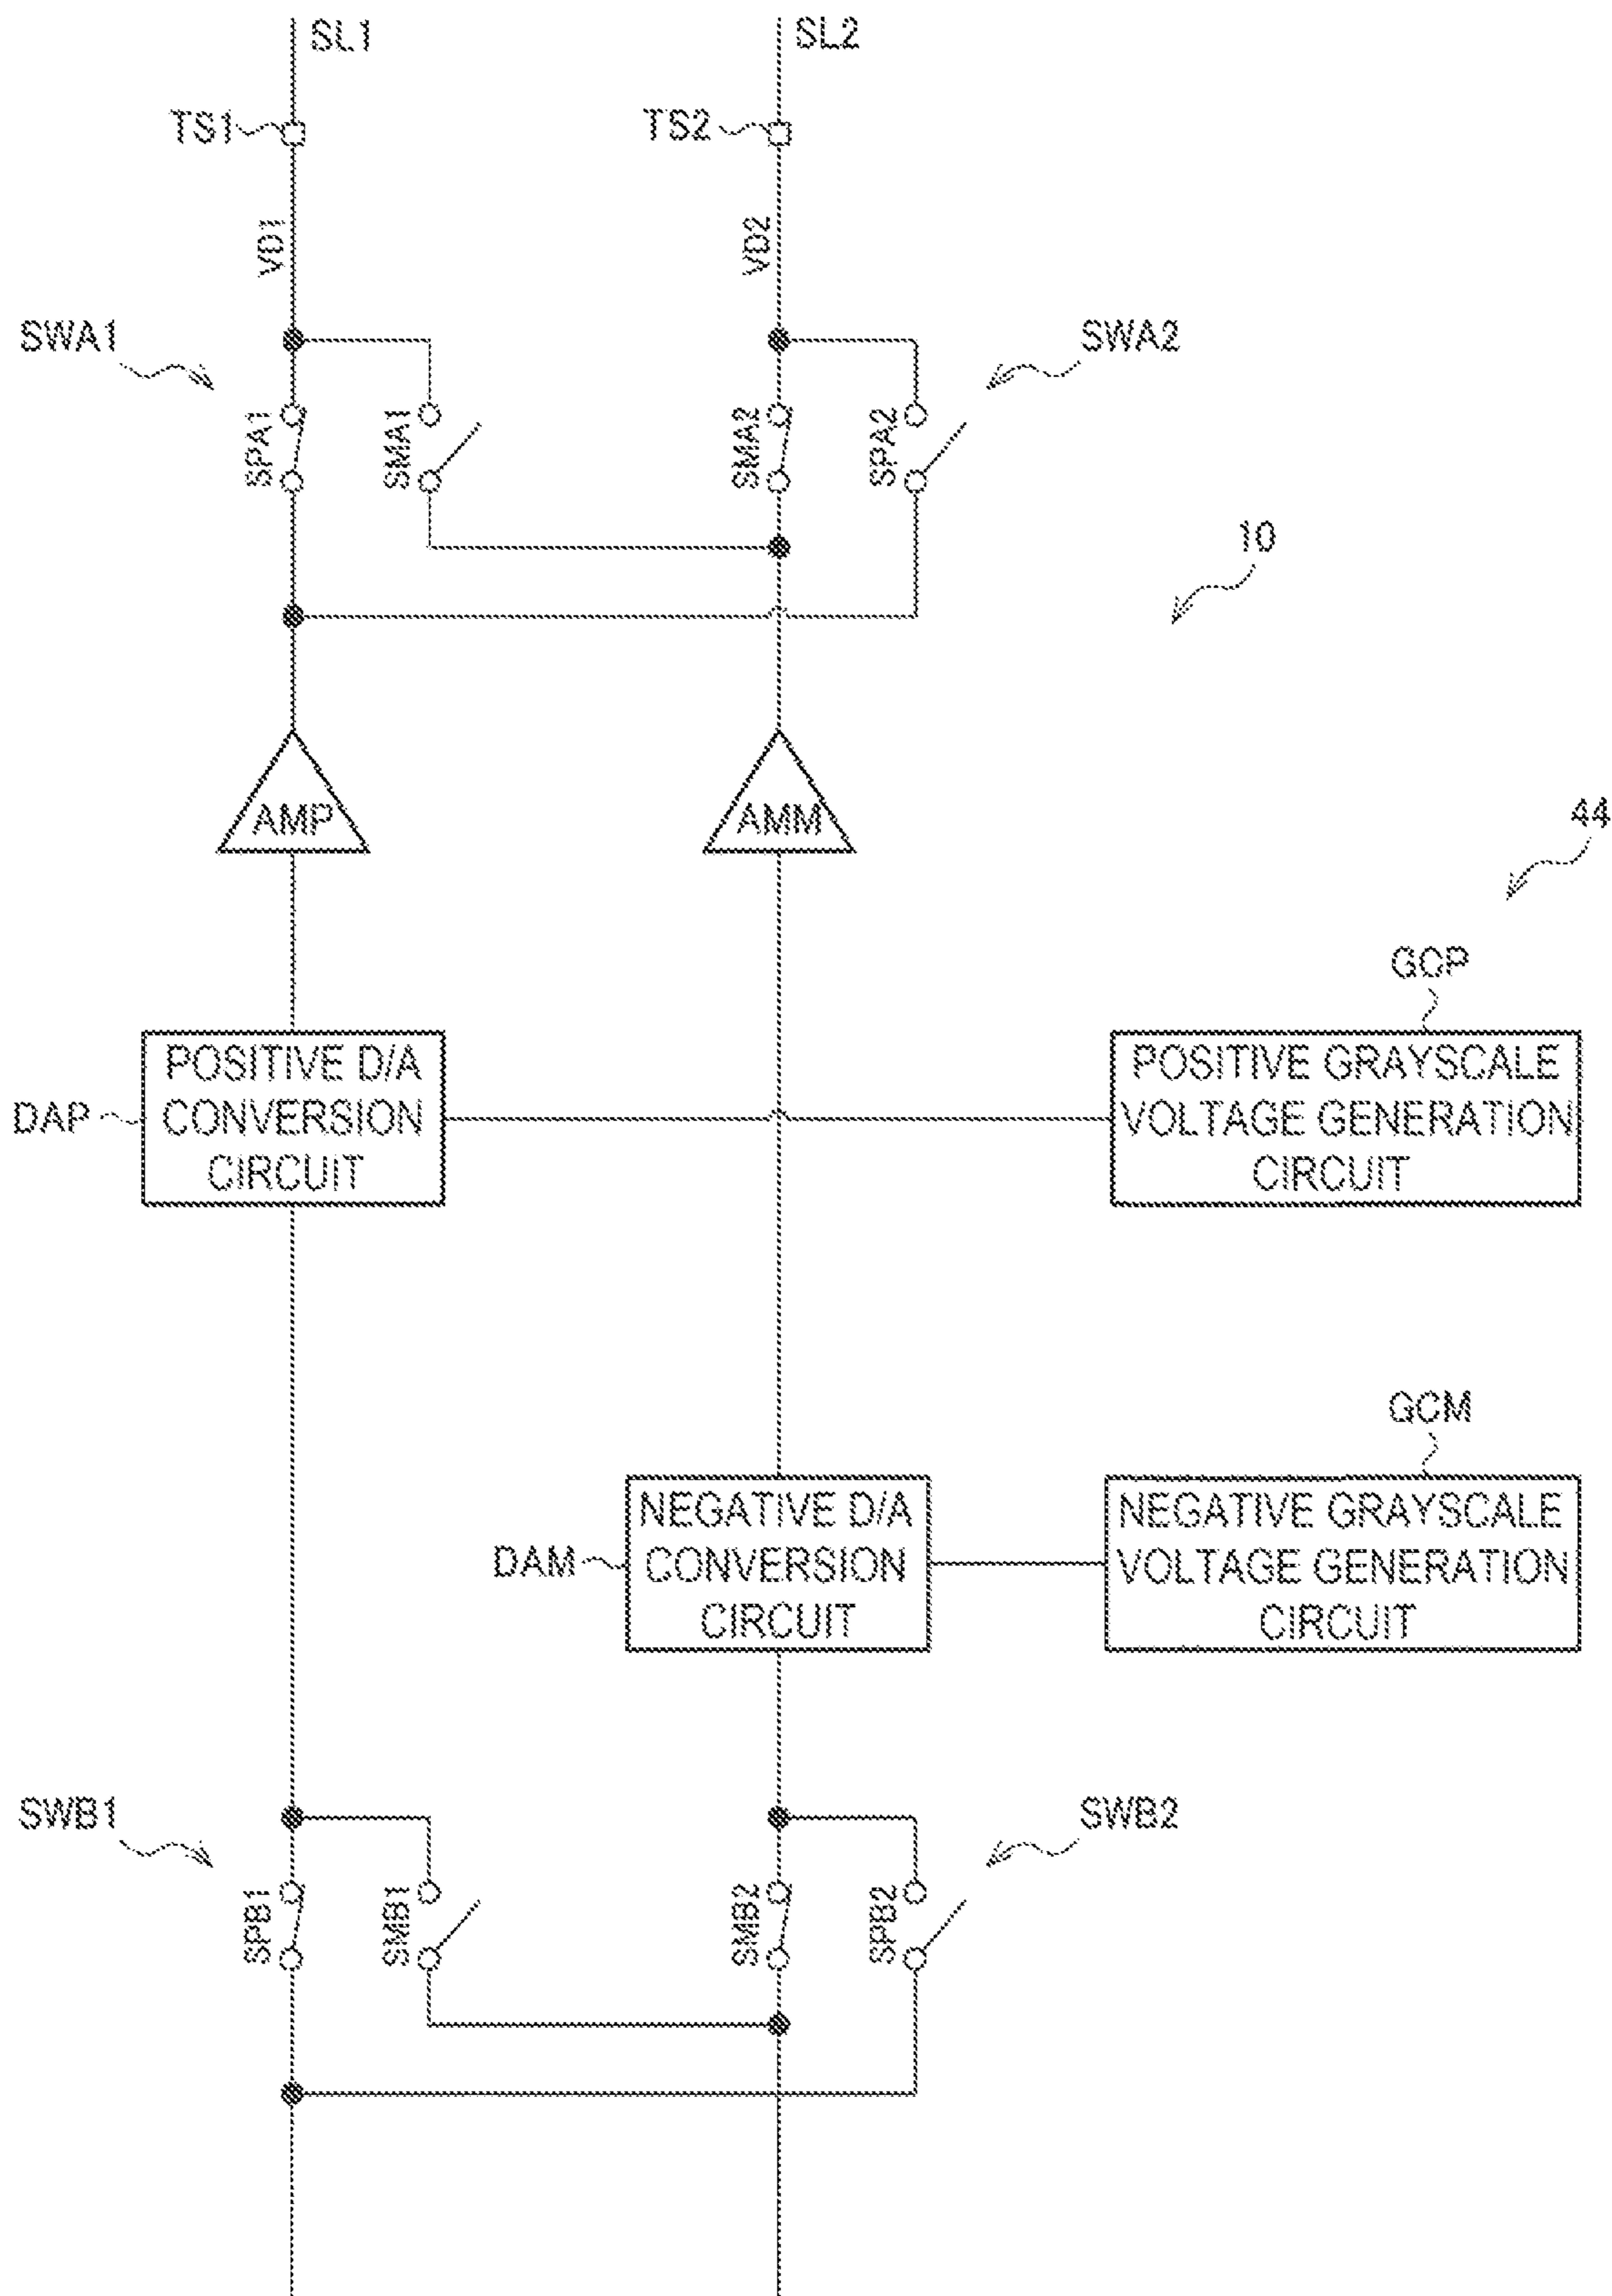 SL1
SL2
TS1
TS2
VD1
VD2
SWA1
SWA2
SPA1
SMA1
SMA2
SPA2
10
AMP
AMM
44
GCP
POSITIVE D/A
CONVERSION
CIRCUIT
DAP
POSITIVE GRAYSCALE
VOLTAGE GENERATION
CIRCUIT
GCM
NEGATIVE D/A
CONVERSION
CIRCUIT
DAM
NEGATIVE GRAYSCALE
VOLTAGE GENERATION
CIRCUIT
SWB1
SWB2
SPB1
SMB1
SMB2
SPB2